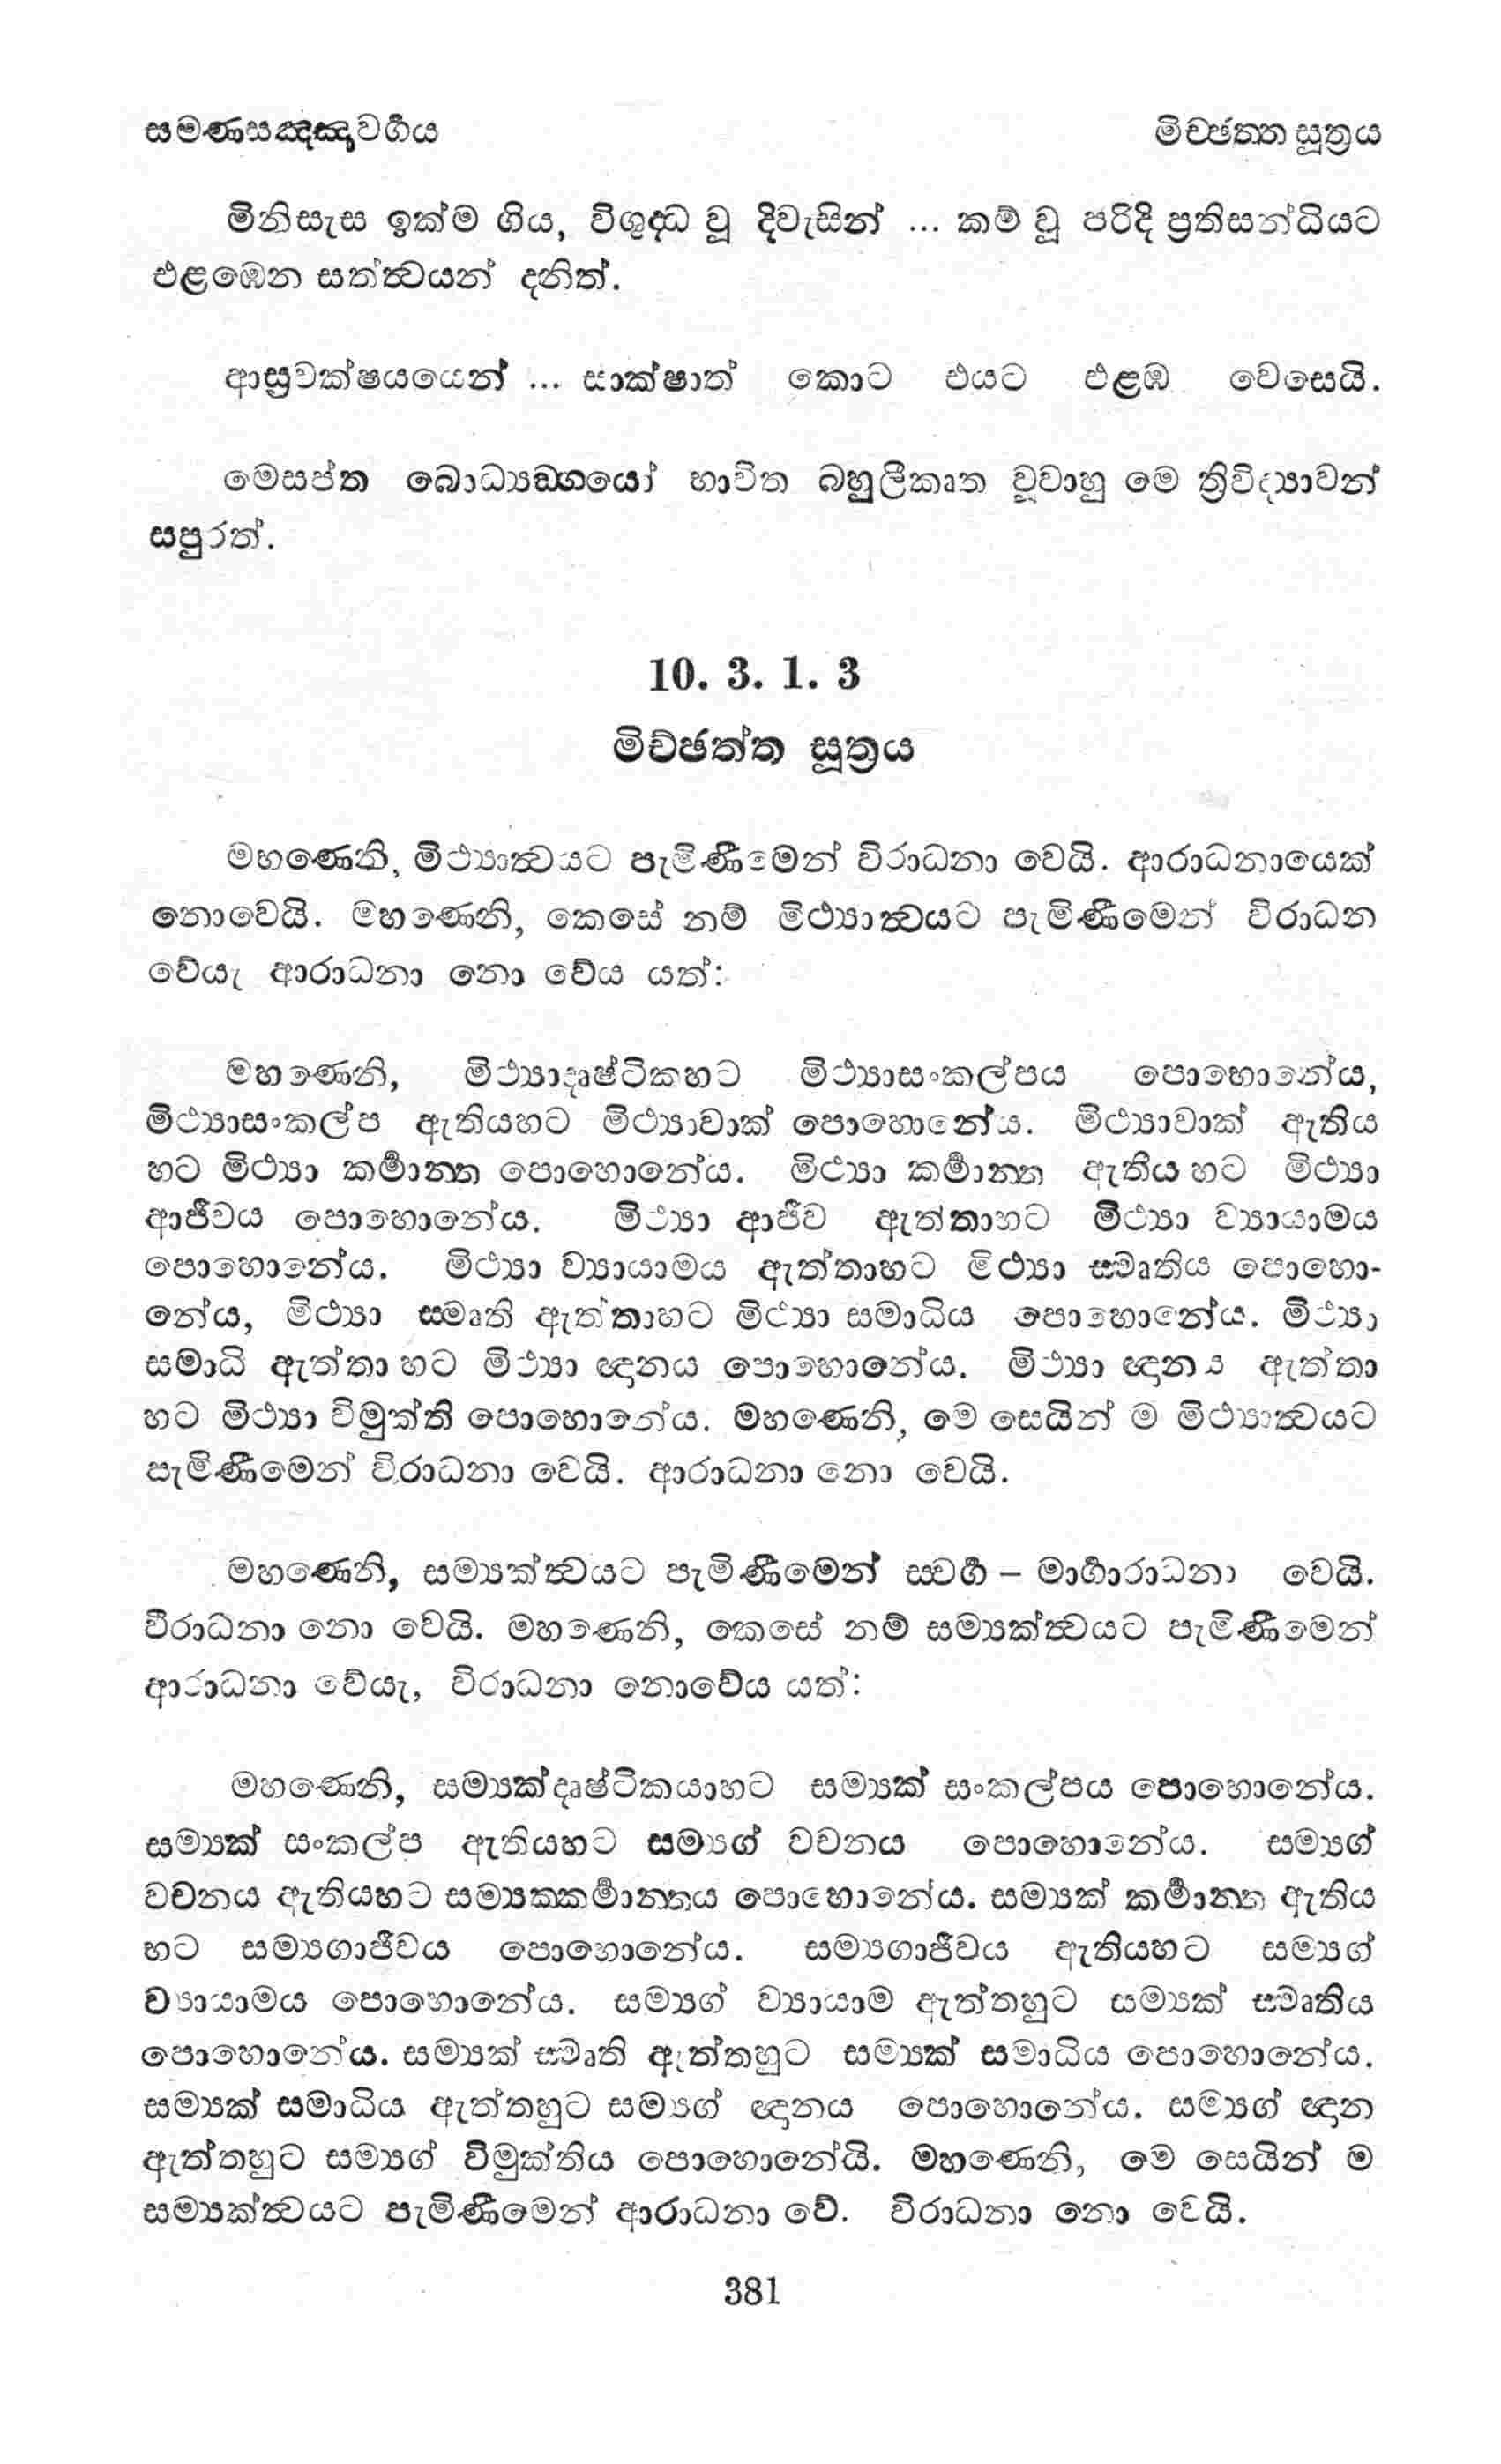 සමණසඤ්ඤාවර්ගය
මිච්ඡත්ත සූත්‍රය
මිනිසැස ඉක්ම ගිය, විශුද්ධ වූ දිවැසින් ... කම් වූ පරිදි ප්‍රතිසන්ධියට
එළඹෙන සත්ත්වයන් දනිත්.
ආස්‍රවක්ෂයයෙන් ... සාක්ෂාත් කොට එයට එළඹ වෙසෙයි.
මෙසප්ත බොධ්‍යඞ්ගයෝ භාවිත බහුලීකෘත වූවාහු මෙ ත්‍රිවිද්‍යාවන්
සපුරත්.
10. 3. 1. 3
මිච්ඡත්ත සූත්‍රය
මහණෙනි, මිථ්‍යාත්වයට පැමිණීමෙන් විරාධනා වෙයි. ආරාධනායෙක්
නොවෙයි. මහණෙනි, කෙසේ නම් මිථ්‍යාත්වයට පැමිණීමෙන් විරාධන
වේයැ ආරාධනා නො වේය යත්:
මහණෙනි, මිථ්‍යාදෘෂ්ටිකහට මිථ්‍යාසංකල්පය පොහොනේය,
මිථ්‍යාසංකල්ප ඇතියහට මිථ්‍යාවාක් පොහොනේය. මිථ්‍යාවාක් ඇතිය
හට මිථ්‍යා කර්මාන්ත පොහොනේය. මිථ්‍යා කර්මාන්ත ඇතිය හට මිථ්‍යා
ආජීවය පොහොනේය. මිථ්‍යා ආජීව ඇත්තාහට මිථ්‍යා ව්‍යායාමය
පොහොනේය. මිථ්‍යා ව්‍යායාමය ඇත්තාහට මිථ්‍යා ස්මෘතිය පොහො-
නේය, මිථ්‍යා ස්මෘති ඇත්තාහට මිථ්‍යා සමාධිය පොහොනේය. මිථ්‍යා
සමාධි ඇත්තා හට මිථ්‍යා ඥානය පොහොනේය. මිථ්‍යා ඥානය ඇත්තා
හට මිථ්‍යා විමුක්ති පොහොනේය. මහණෙනි, මෙ සෙයින් ම මිථ්‍යාත්වයට
පැමිණීමෙන් විරාධනා වෙයි. ආරාධනා නො වෙයි.
මහණෙනි, සම්‍යක්ත්වයට පැමිණීමෙන් ස්වර්ග – මාර්ගාරාධනා වෙයි.
වීරාධනා නො වෙයි. මහණෙනි, කෙසේ නම් සම්‍යක්ත්වයට පැමිණීමෙන්
ආරාධනා වේයැ, විරාධනා නොවේය යත්:
මහණෙනි, සම්‍යක්දෘෂ්ටිකයාහට සම්‍යක් සංකල්පය පොහොනේය.
සම්‍යක් සංකල්ප ඇතියහට සම්‍යග් වචනය පොහොනේය. සම්‍යග්
වචනය ඇතියහට සම්‍යක්කර්මාන්තය පොහොනේය. සම්‍යක් කර්මාන්ත ඇතිය
හට සම්‍යගාජීවය පොහොනේය. සම්‍යගාජීවය ඇතියහට සම්‍යග්
ව්‍යායාමය පොහොනේය. සම්‍යග් ව්‍යායාම ඇත්තහුට සම්‍යක් ස්මෘතිය
පොහොනේය. සම්‍යක් ස්මෘති ඇත්තහුට සම්‍යක් සමාධිය පොහොනේය.
සම්‍යක් සමාධිය ඇත්තහුට සම්‍යග් ඥානය පොහොනේය. සම්‍යග් ඥාන
ඇත්තහුට සම්‍යග් විමුක්තිය පොහොනේයි. මහණෙනි, මෙ සෙයින් ම
සම්‍යක්ත්වයට පැමිණීමෙන් ආරාධනා වේ. විරාධනා නො වෙයි.
381